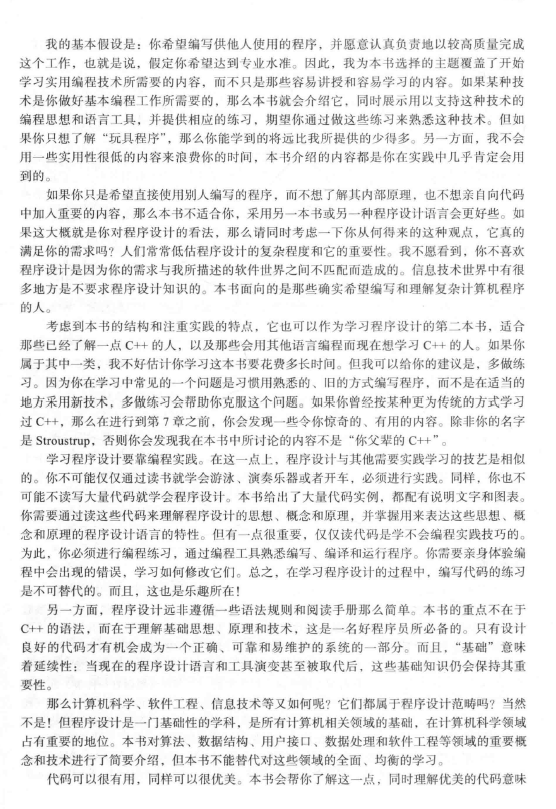 我的基本假设是：你希望编写供他人使用的程序，并愿意认真负责地以较高质量完成
这个工作，也就是说，假定你希望达到专业水准。因此，我为本书选择的主题覆盖了开始
学习实用编程技术所需要的内容，而不只是那些容易讲授和容易学习的内容。如果某种技
术是你做好基本编程工作所需要的，那么本书就会介绍它，同时展示用以支持这种技术的
编程思想和语言工具，并提供相应的练习，期望你通过做这些练习来熟悉这种技术。但如
果你只想了解“玩具程序”，那么你能学到的将远比我所提供的少得多。另一方面，我不会
用一些实用性很低的内容来浪费你的时间，本书介绍的内容都是你在实践中几乎肯定会用
到的。
如果你只是希望直接使用别人编写的程序，而不想了解其内部原理，也不想亲自向代码
中加入重要的内容，那么本书不适合你，采用另一本书或另一种程序设计语言会更好些。如
果这大概就是你对程序设计的看法，那么请同时考虑一下你从何得来的这种观点，它真的
满足你的需求吗？人们常常低估程序设计的复杂程度和它的重要性。我不愿看到，你不喜欢
程序设计是因为你的需求与我所描述的软件世界之间不匹配而造成的。信息技术世界中有很
多地方是不要求程序设计知识的。本书面向的是那些确实希望编写和理解复杂计算机程序
的人。
考虑到本书的结构和注重实践的特点，它也可以作为学习程序设计的第二本书，适合
那些已经了解一点 C++ 的人，以及那些会用其他语言编程而现在想学习 C++ 的人。如果你
属于其中一类，我不好估计你学习这本书要花费多长时间。但我可以给你的建议是，多做练
习。因为你在学习中常见的一个问题是习惯用熟悉的、旧的方式编写程序，而不是在适当的
地方采用新技术，多做练习会帮助你克服这个问题。如果你曾经按某种更为传统的方式学习
过 C++，那么在进行到第 7 章之前，你会发现一些令你惊奇的、有用的内容。除非你的名字
是 Stroustrup，否则你会发现我在本书中所讨论的内容不是“你父辈的 C++”。
学习程序设计要靠编程实践。在这一点上，程序设计与其他需要实践学习的技艺是相似
的。你不可能仅仅通过读书就学会游泳、演奏乐器或者开车，必须进行实践。同样，你也不
可能不读写大量代码就学会程序设计。本书给出了大量代码实例，都配有说明文字和图表。
你需要通过读这些代码来理解程序设计的思想、概念和原理，并掌握用来表达这些思想、概
念和原理的程序设计语言的特性。但有一点很重要，仅仅读代码是学不会编程实践技巧的。
为此，你必须进行编程练习，通过编程工具熟悉编写、编译和运行程序。你需要亲身体验编
程中会出现的错误，学习如何修改它们。总之，在学习程序设计的过程中，编写代码的练习
是不可替代的。而且，这也是乐趣所在！
另一方面，程序设计远非遵循一些语法规则和阅读手册那么简单。本书的重点不在于
C++ 的语法，而在于理解基础思想、原理和技术，这是一名好程序员所必备的。只有设计
良好的代码才有机会成为一个正确、可靠和易维护的系统的一部分。而且，“基础”意味
着延续性：当现在的程序设计语言和工具演变甚至被取代后，这些基础知识仍会保持其重
要性。
那么计算机科学、软件工程、信息技术等又如何呢？它们都属于程序设计范畴吗？当然
不是！但程序设计是一门基础性的学科，是所有计算机相关领域的基础，在计算机科学领域
占有重要的地位。本书对算法、数据结构、用户接口、数据处理和软件工程等领域的重要概
念和技术进行了简要介绍，但本书不能替代对这些领域的全面、均衡的学习。
代码可以很有用，同样可以很优美。本书会帮你了解这一点，同时理解优美的代码意味